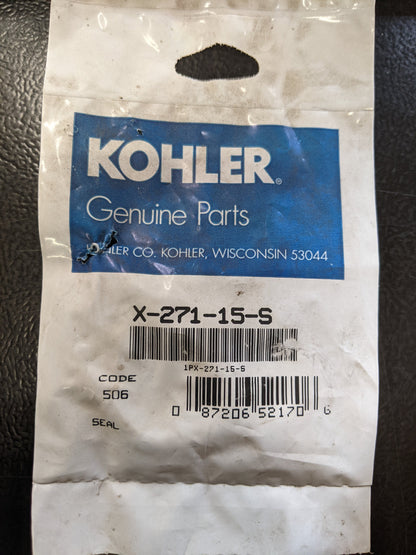 KOHLER®
Genuine Parts
KOHLER CO. KOHLER, WISCONSIN 53044
X-271-15-S
1PX-271-15-S
CODE
506
SEAL
0 87206 52170 6